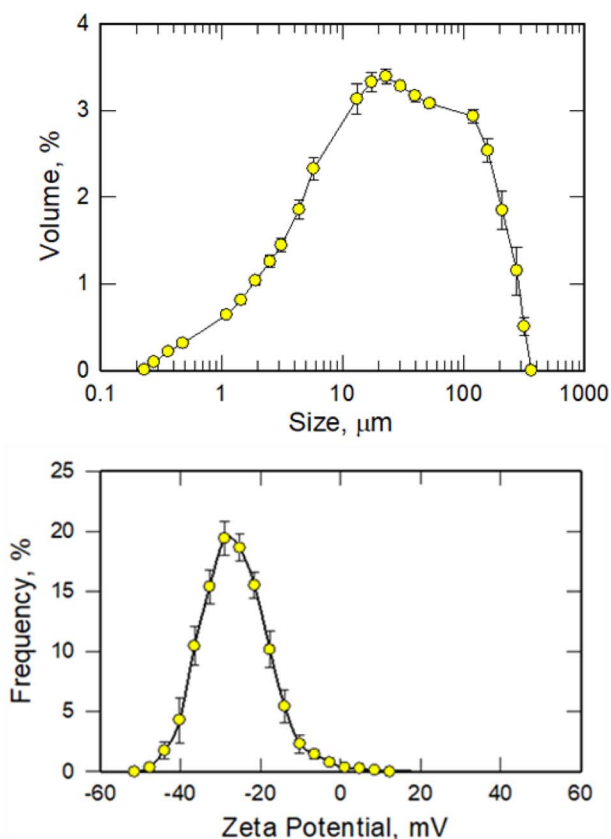 4
3
2
1
0
Volume, %
0.1 1 10 100 1000
Size, μm
25
20
15
10
5
0
Frequency, %
-60 -40 -20 0 20 40 60
Zeta Potential, mV